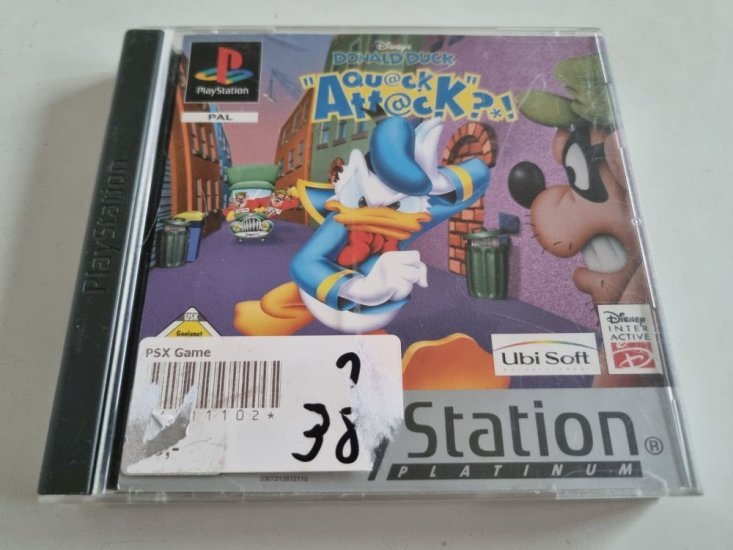 PlayStation
PlayStation
PAL
Disney's
DONALD DUCK
"QU@CK
ATT@CK"?*!
USK
Geeignet
Ubi Soft
ENTERTAINMENT
DISNEY
INTER
ACTIVE
PSX Game
1102*
38
Station®
PLATINUM